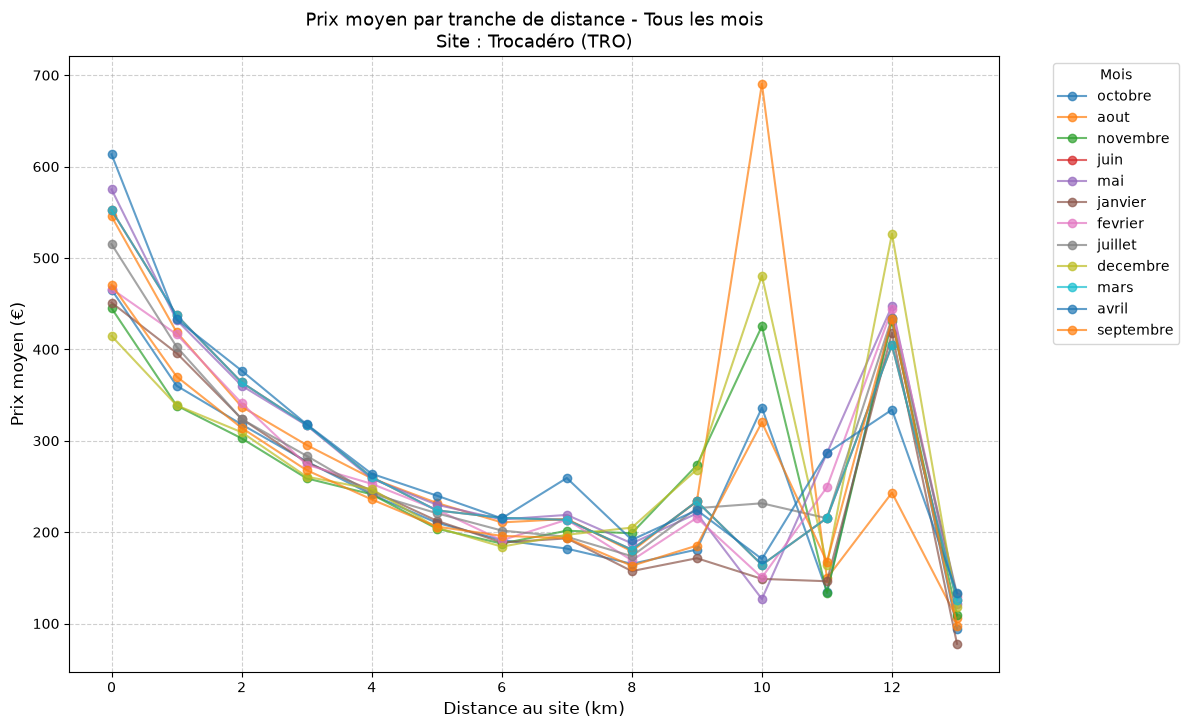 Prix moyen par tranche de distance - Tous les mois
Site : Trocadéro (TRO)
Prix moyen (€)
700
600
500
400
300
200
100
0
2
4
6
8
10
12
Distance au site (km)
Mois
octobre
aout
novembre
juin
mai
janvier
fevrier
juillet
decembre
mars
avril
septembre